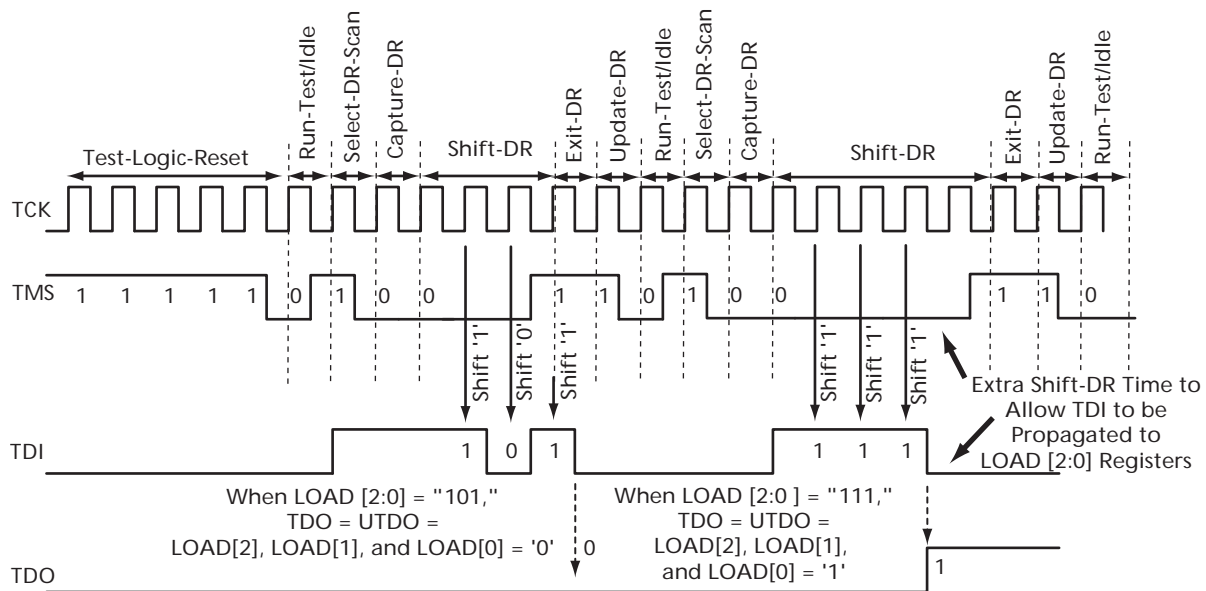 Run-Test/Idle
Select-DR-Scan
Capture-DR
Exit-DR
Update-DR
Run-Test/Idle
Select-DR-Scan
Capture-DR
Exit-DR
Update-DR
Run-Test/Idle
Test-Logic-Reset
Shift-DR
Shift-DR
TCK
TMS
1 1 1 1 1 0 1 0 0 1 1 0 1 0 0 1 1 0
Shift '1'
Shift '0'
Shift '1'
Shift '1'
Shift '1'
Shift '1'
Extra Shift-DR Time to
Allow TDI to be
Propagated to
LOAD [2:0] Registers
TDI
1 0 1 1 1 1
When LOAD [2:0] = "101,"
TDO = UTDO =
LOAD[2], LOAD[1], and LOAD[0] = '0'
0
When LOAD [2:0 ] = "111,"
TDO = UTDO =
LOAD[2], LOAD[1],
and LOAD[0] = '1'
TDO
1